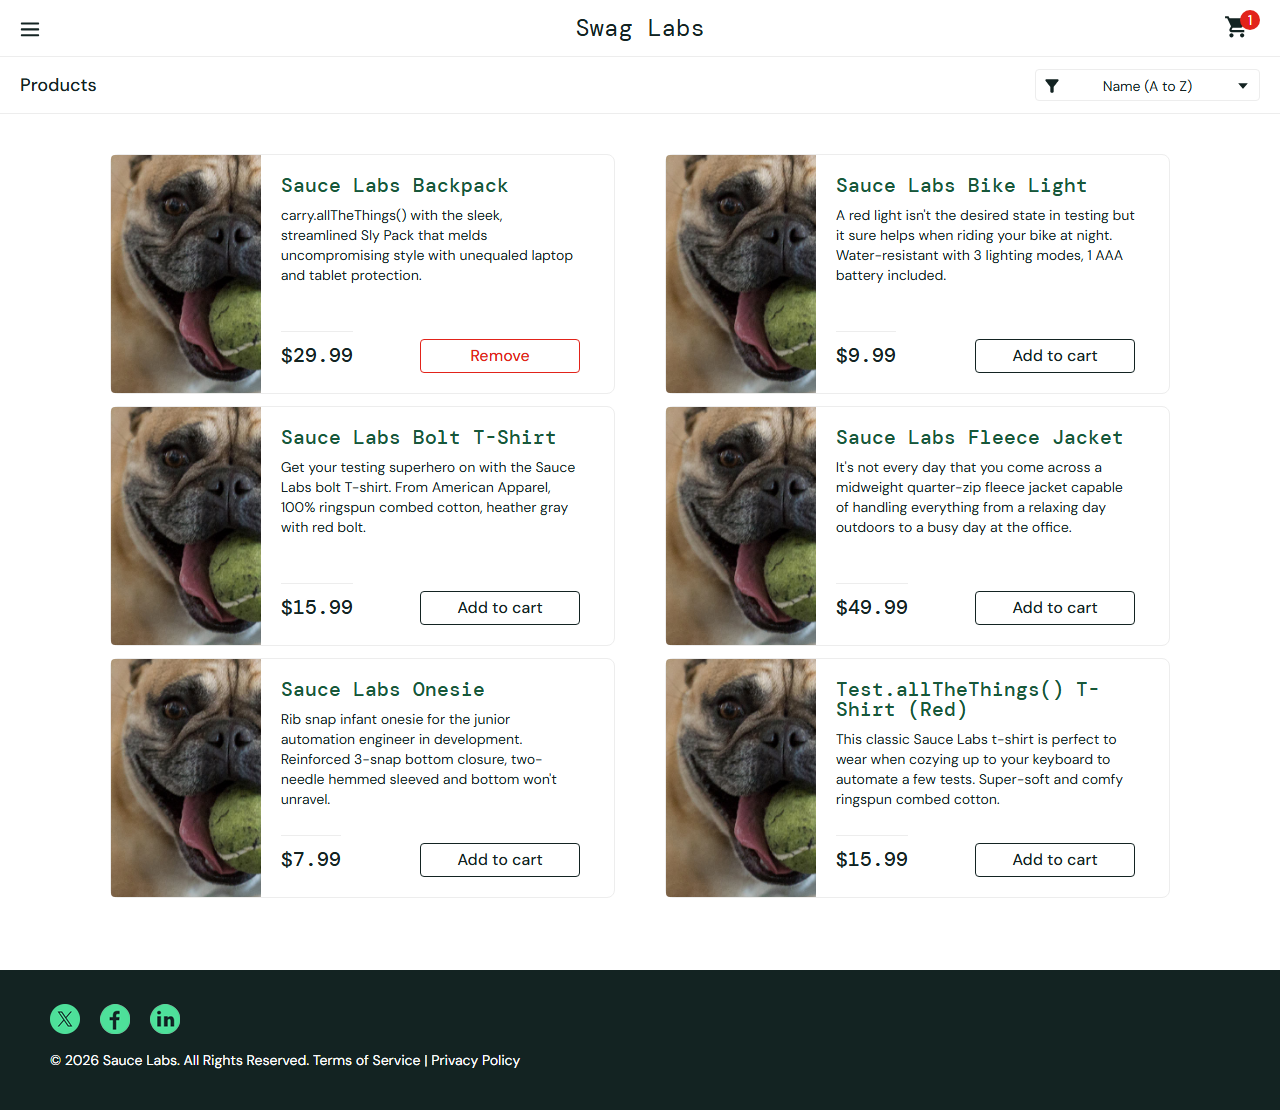 Swag Labs
1
Products
Name (A to Z)
Sauce Labs Backpack
carry.allTheThings() with the sleek,
streamlined Sly Pack that melds
uncompromising style with unequaled laptop
and tablet protection.
$29.99
Remove
Sauce Labs Bike Light
A red light isn't the desired state in testing but
it sure helps when riding your bike at night.
Water-resistant with 3 lighting modes, 1 AAA
battery included.
$9.99
Add to cart
Sauce Labs Bolt T-Shirt
Get your testing superhero on with the Sauce
Labs bolt T-shirt. From American Apparel,
100% ringspun combed cotton, heather gray
with red bolt.
$15.99
Add to cart
Sauce Labs Fleece Jacket
It's not every day that you come across a
midweight quarter-zip fleece jacket capable
of handling everything from a relaxing day
outdoors to a busy day at the office.
$49.99
Add to cart
Sauce Labs Onesie
Rib snap infant onesie for the junior
automation engineer in development.
Reinforced 3-snap bottom closure, two-
needle hemmed sleeved and bottom won't
unravel.
$7.99
Add to cart
Test.allTheThings() T-
Shirt (Red)
This classic Sauce Labs t-shirt is perfect to
wear when cozying up to your keyboard to
automate a few tests. Super-soft and comfy
ringspun combed cotton.
$15.99
Add to cart
© 2026 Sauce Labs. All Rights Reserved. Terms of Service | Privacy Policy